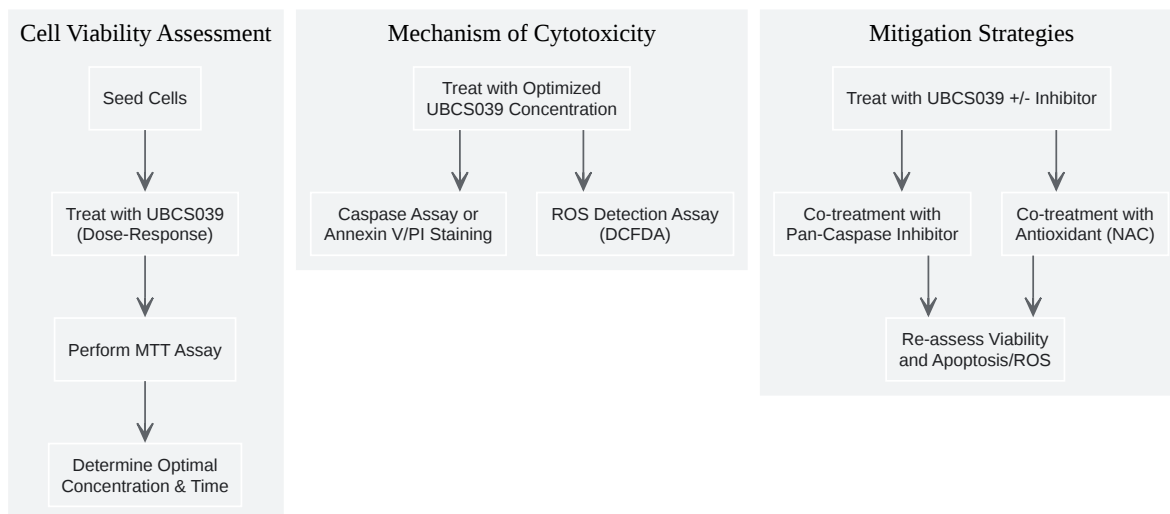 Cell Viability Assessment
Seed Cells
Treat with UBCS039
(Dose-Response)
Perform MTT Assay
Determine Optimal
Concentration & Time
Mechanism of Cytotoxicity
Treat with Optimized
UBCS039 Concentration
Caspase Assay or
Annexin V/PI Staining
ROS Detection Assay
(DCFDA)
Mitigation Strategies
Treat with UBCS039 +/- Inhibitor
Co-treatment with
Pan-Caspase Inhibitor
Co-treatment with
Antioxidant (NAC)
Re-assess Viability
and Apoptosis/ROS